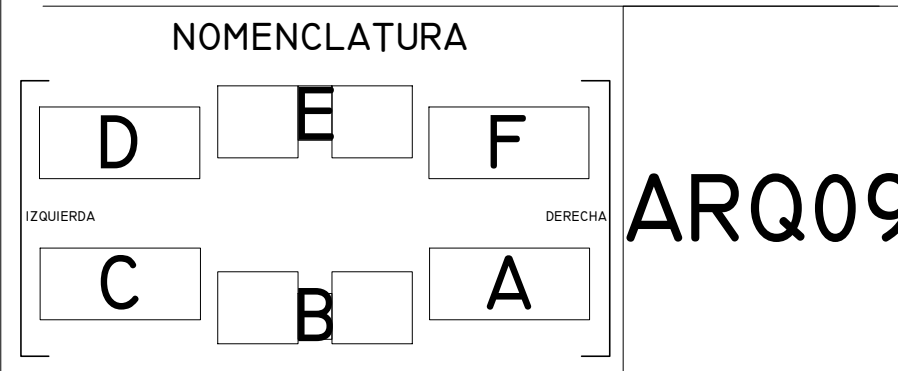 NOMENCLATURA
D E F
IZQUIERDA DERECHA
C B A
ARQ09